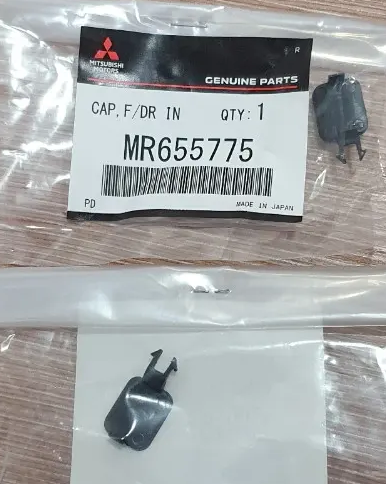 R
MITSUBISHI
MOTORS
GENUINE PARTS
CAP, F/DR IN QTY: 1
MR655775
PD MADE IN JAPAN